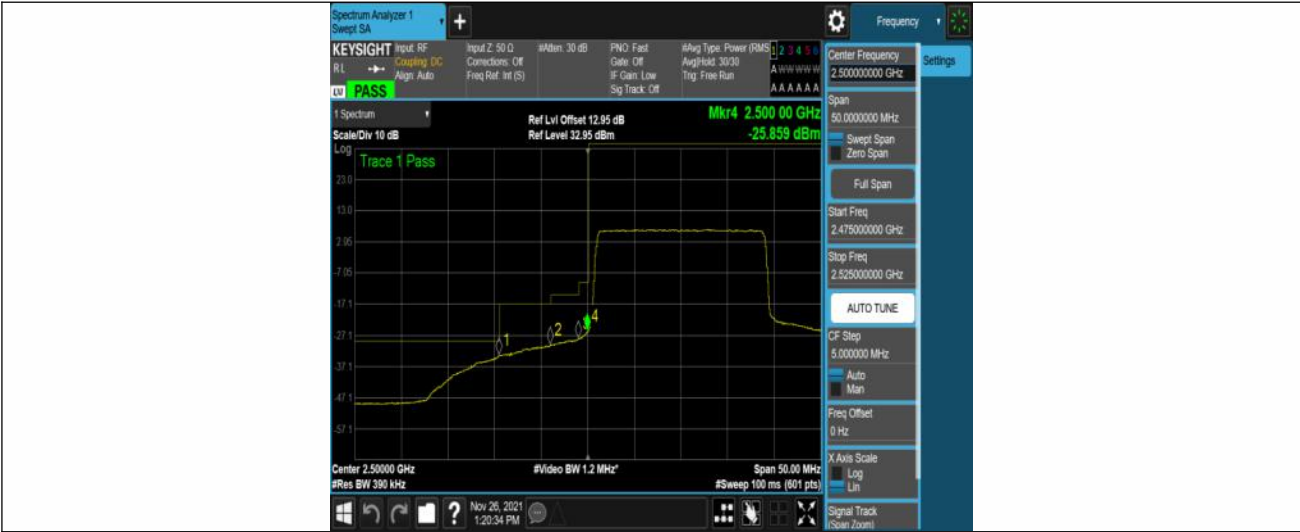 Spectrum Analyzer 1
Swept SA
+
Frequency
KEYSIGHT
Input: RF
Coupling: DC
Align: Auto
RL
LXI
PASS
Input Z: 50 Ω
Corrections: Off
Freq Ref: Int (S)
#Atten: 30 dB
PNO: Fast
Gate: Off
IF Gain: Low
Sig Track: Off
#Avg Type: Power (RMS
Avg|Hold: 30/30
Trig: Free Run
1 2 3 4 5 6
A W W W W W
A A A A A A
1 Spectrum
Scale/Div 10 dB
Log
Ref Lvl Offset 12.95 dB
Ref Level 32.95 dBm
Mkr4 2.500 00 GHz
-25.859 dBm
Trace 1 Pass
23.0
13.0
2.95
-7.05
-17.1
-27.1
-37.1
-47.1
-57.1
1
2
3
4
Center 2.50000 GHz
#Res BW 390 kHz
#Video BW 1.2 MHz*
Span 50.00 MHz
#Sweep 100 ms (601 pts)
Center Frequency
2.500000000 GHz
Settings
Span
50.0000000 MHz
Swept Span
Zero Span
Full Span
Start Freq
2.475000000 GHz
Stop Freq
2.525000000 GHz
AUTO TUNE
CF Step
5.000000 MHz
Auto
Man
Freq Offset
0 Hz
X Axis Scale
Log
Lin
Signal Track
(Span Zoom)
?
Nov 26, 2021
1:20:34 PM